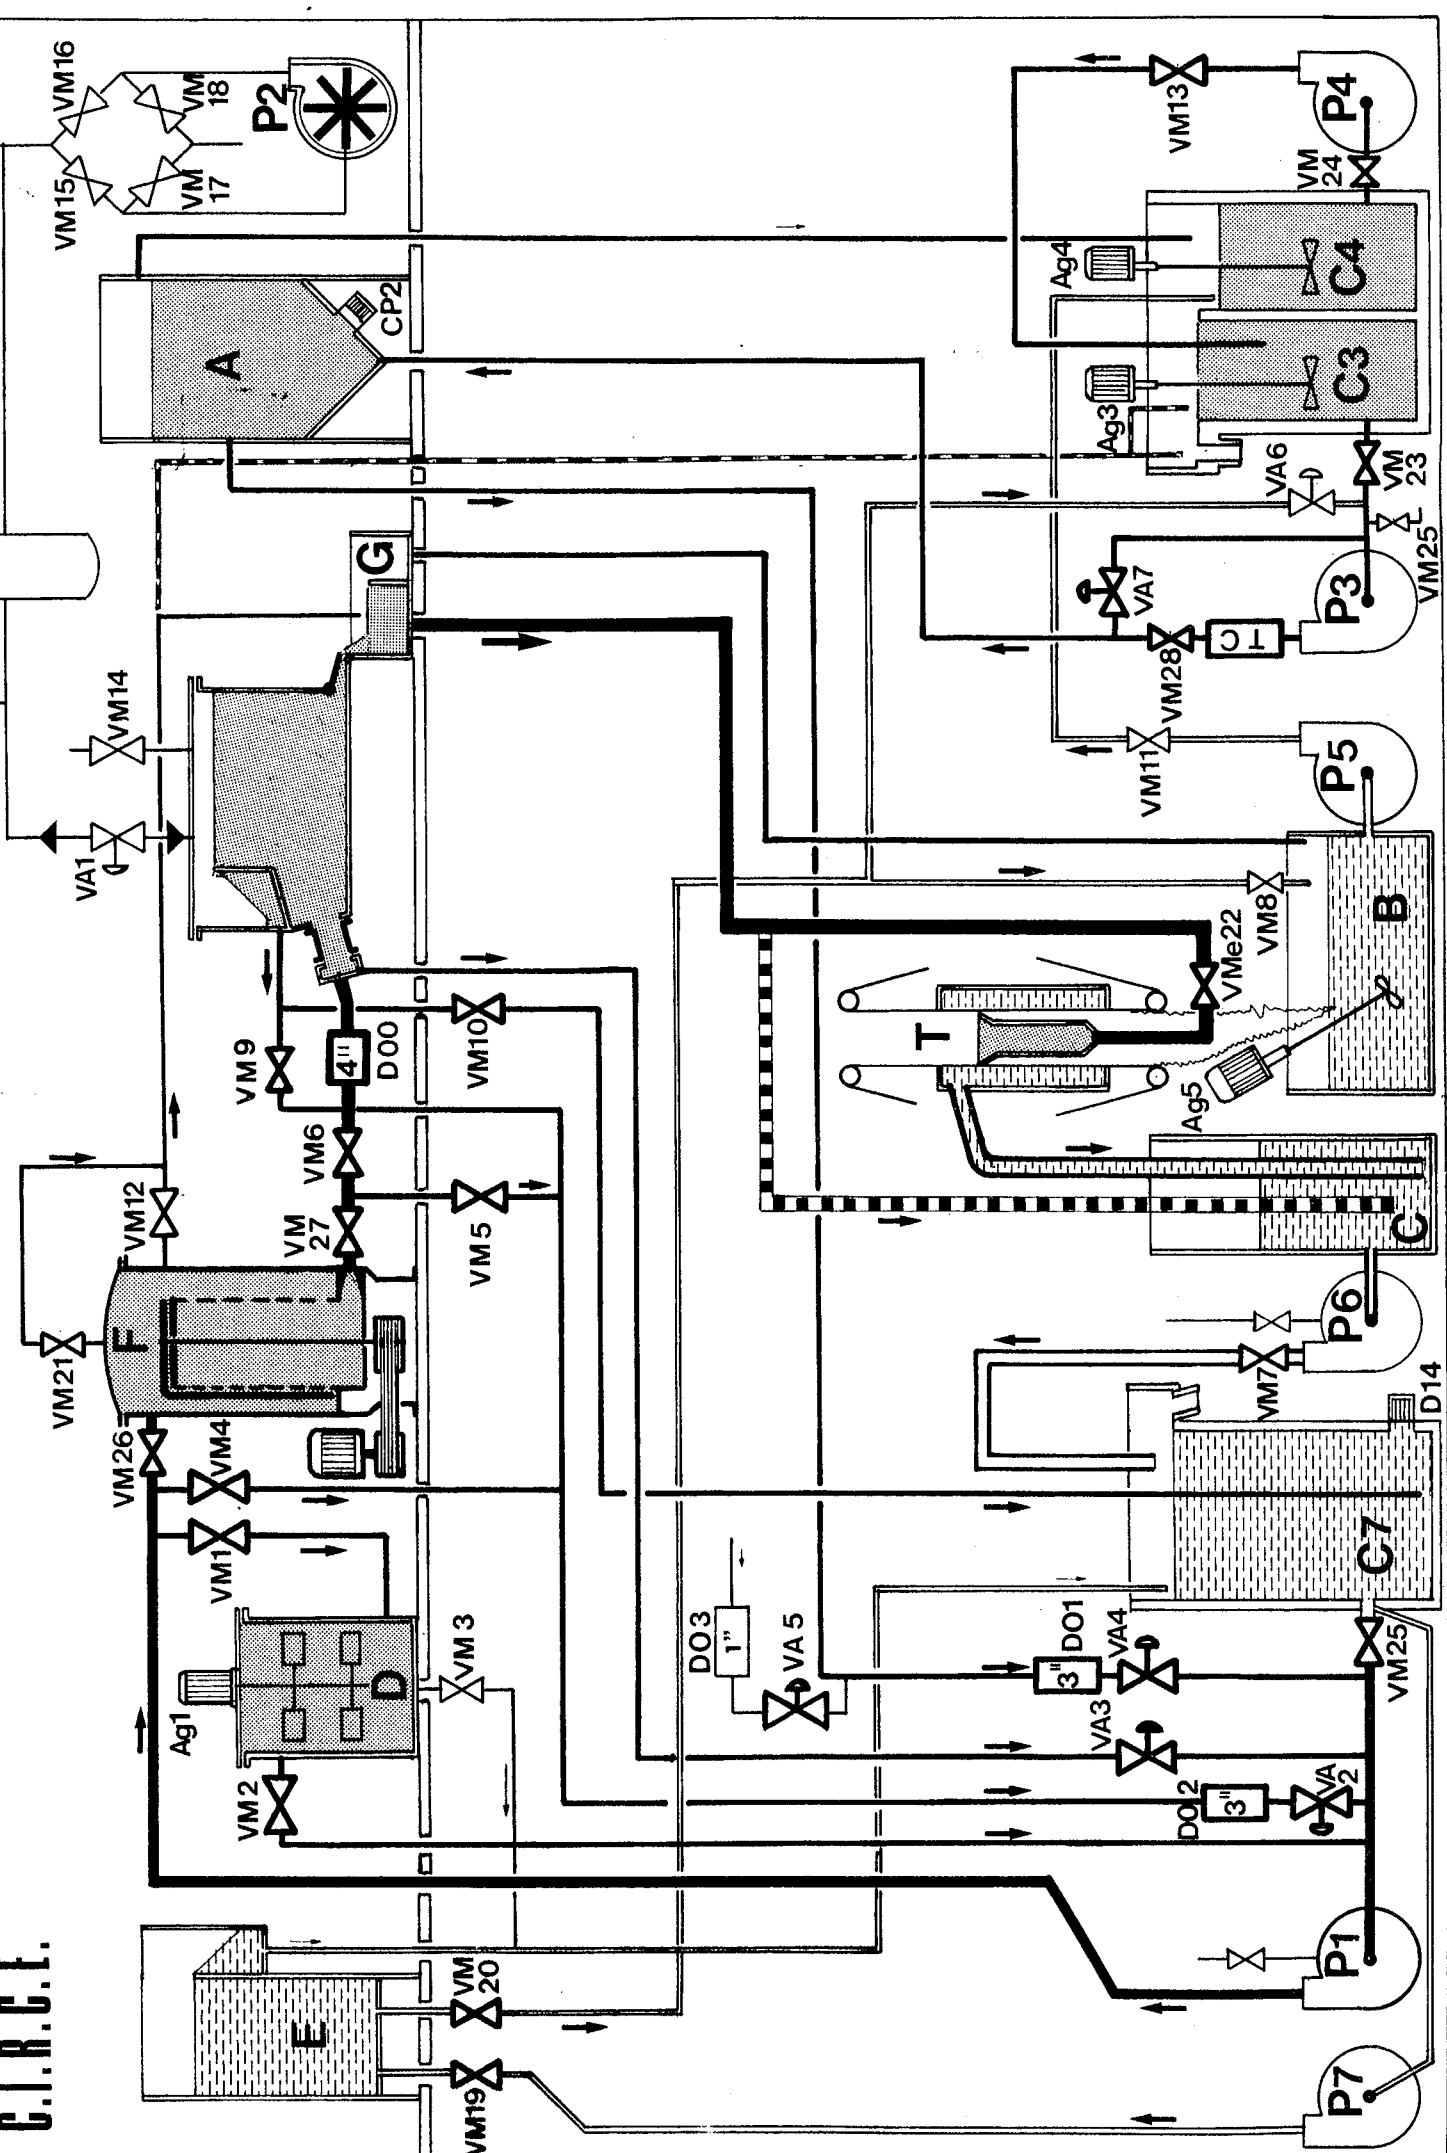 C.I.R.C.E.
VM16
VM
18
P2
VM15
VM
17
A
CP2
G
VM14
VA1
VM9
4"
DO0
VM10
VM6
VM12
VM
27
VM5
F
VM21
VM26
VM4
VM1
Ag1
D
VM3
VM2
E
VM
20
VM19
VM13
P4
VM
24
Ag4
C4
Ag3
C3
VA6
VM
23
VM25
VA7
P3
VM28
TC
VM11
P5
VM8
B
VMe22
T
Ag5
C
P6
VM7
D14
C7
DO3
1"
VA5
DO1
3"
VA4
VM25
VA3
DO2
3"
VA
2
P1
P7